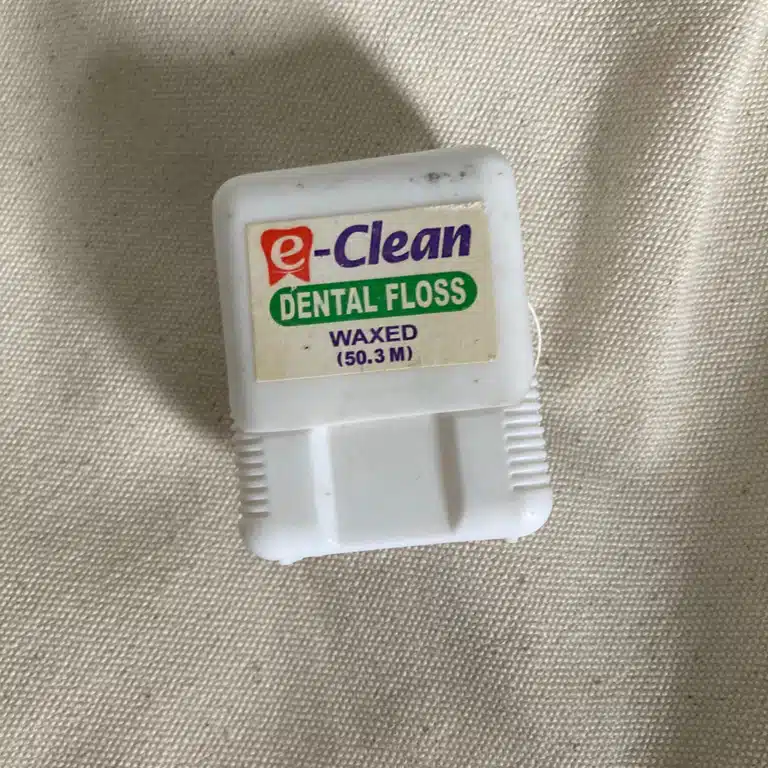 e-Clean
DENTAL FLOSS
WAXED
(50.3 M)